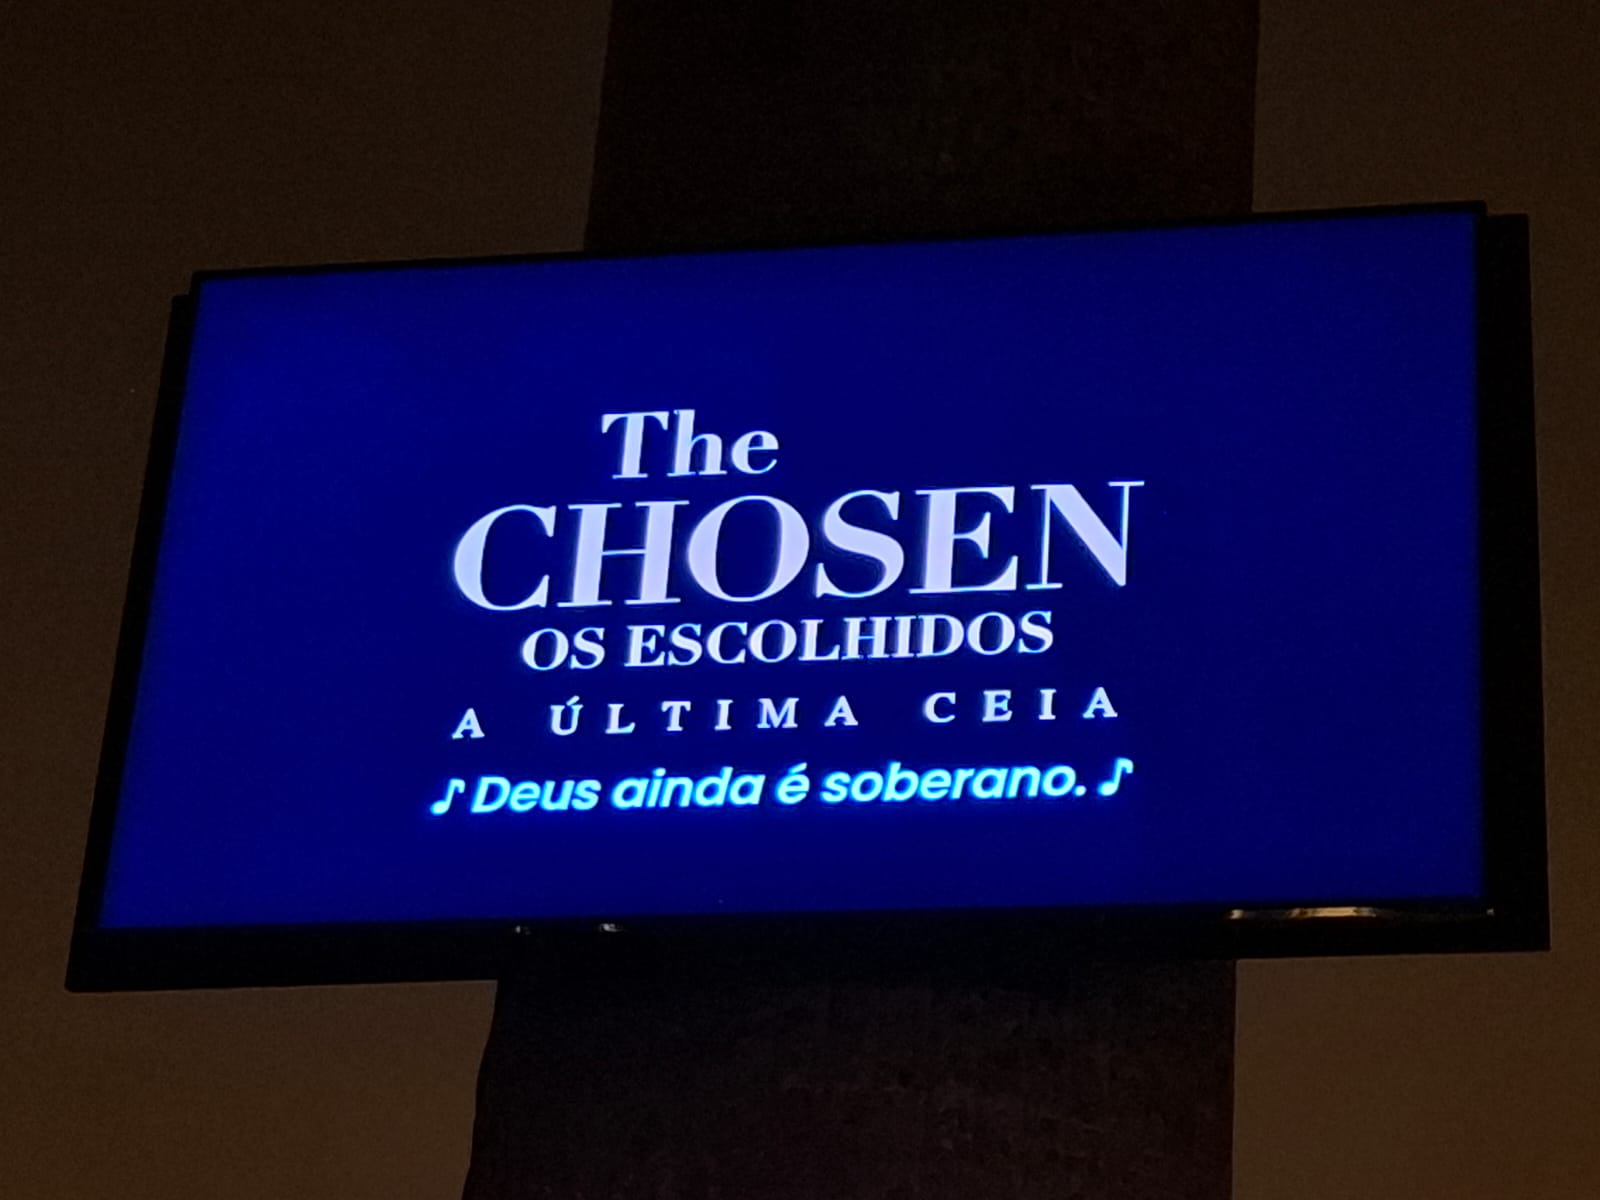 The
CHOSEN
OS ESCOLHIDOS
A ÚLTIMA CEIA
♪ Deus ainda é soberano. ♪